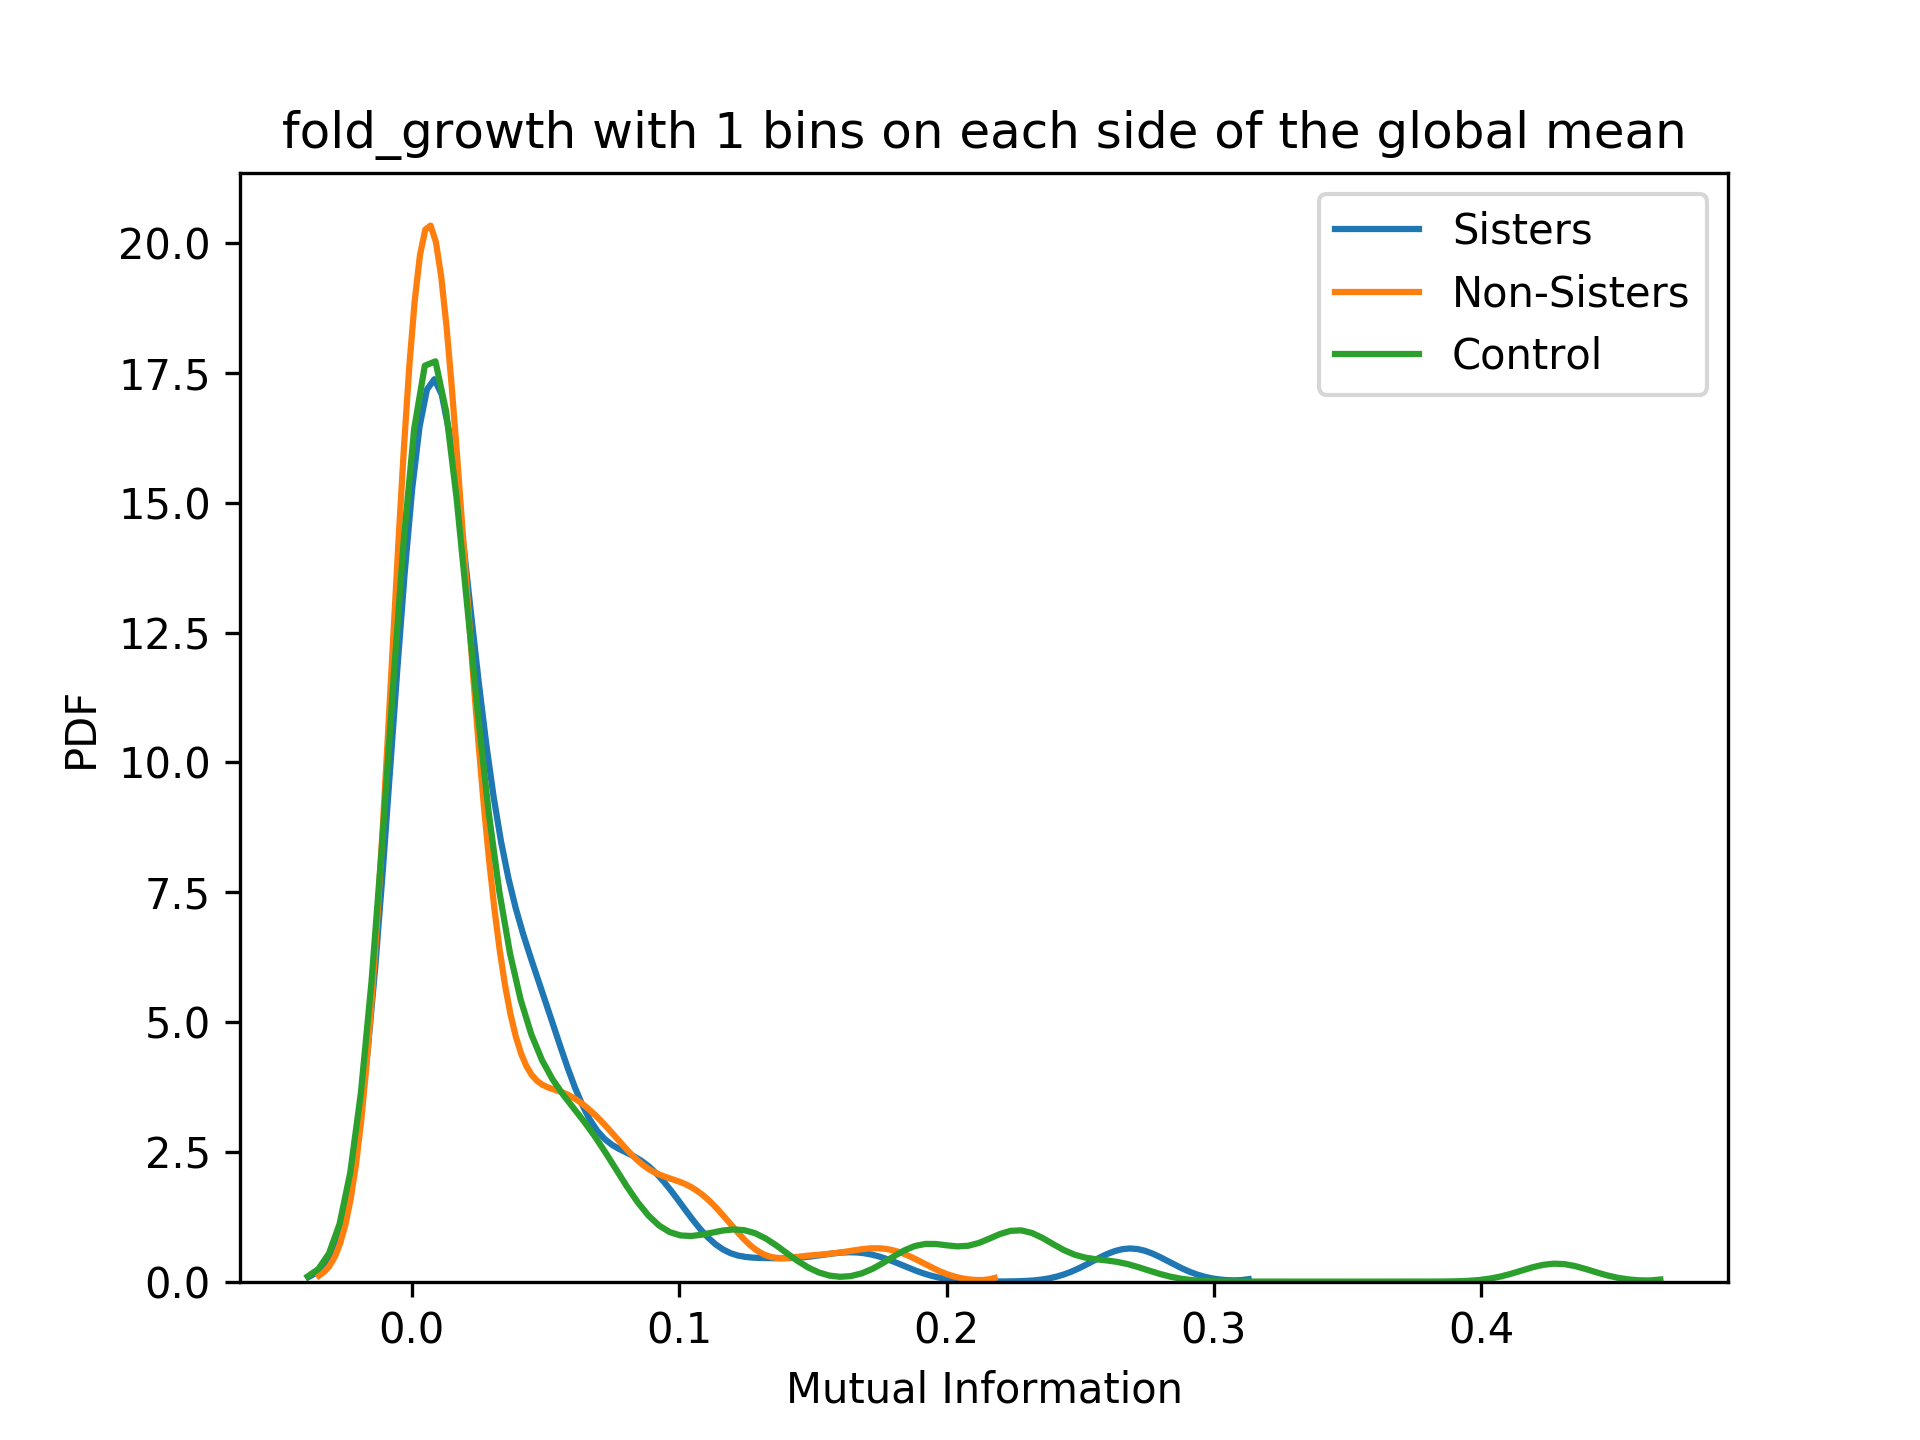 fold_growth with 1 bins on each side of the global mean
Sisters
Non-Sisters
Control
20.0
17.5
15.0
12.5
10.0
7.5
5.0
2.5
0.0
PDF
0.0 0.1 0.2 0.3 0.4
Mutual Information